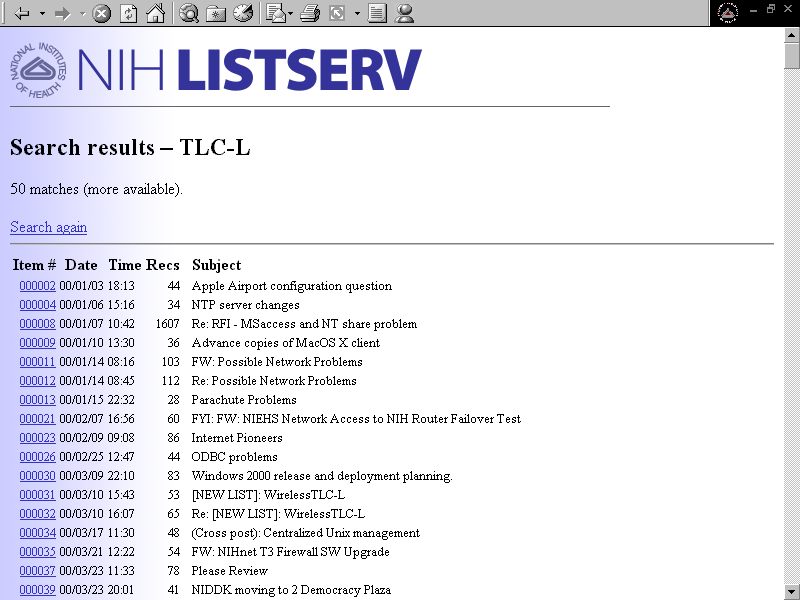 NATIONAL INSTITUTES OF HEALTH
NIH LISTSERV
Search results – TLC-L
50 matches (more available).
Search again
Item # Date Time Recs Subject
000002 00/01/03 18:13 44 Apple Airport configuration question
000004 00/01/06 15:16 34 NTP server changes
000008 00/01/07 10:42 1607 Re: RFI - MSaccess and NT share problem
000009 00/01/10 13:30 36 Advance copies of MacOS X client
000011 00/01/14 08:16 103 FW: Possible Network Problems
000012 00/01/14 08:45 112 Re: Possible Network Problems
000013 00/01/15 22:32 28 Parachute Problems
000021 00/02/07 16:56 60 FYI: FW: NIEHS Network Access to NIH Router Failover Test
000023 00/02/09 09:08 86 Internet Pioneers
000026 00/02/25 12:47 44 ODBC problems
000030 00/03/09 22:10 83 Windows 2000 release and deployment planning.
000031 00/03/10 15:43 53 [NEW LIST]: WirelessTLC-L
000032 00/03/10 16:07 65 Re: [NEW LIST]: WirelessTLC-L
000034 00/03/17 11:30 48 (Cross post): Centralized Unix management
000035 00/03/21 12:22 54 FW: NIHnet T3 Firewall SW Upgrade
000037 00/03/23 11:33 78 Please Review
000039 00/03/23 20:01 41 NIDDK moving to 2 Democracy Plaza